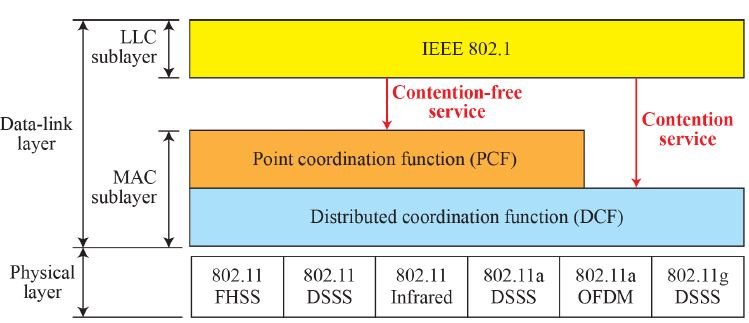 LLC
sublayer
IEEE 802.1
Contention-free
service
Contention
service
Data-link
layer
Point coordination function (PCF)
MAC
sublayer
Distributed coordination function (DCF)
Physical
layer
802.11
FHSS
802.11
DSSS
802.11
Infrared
802.11a
DSSS
802.11a
OFDM
802.11g
DSSS